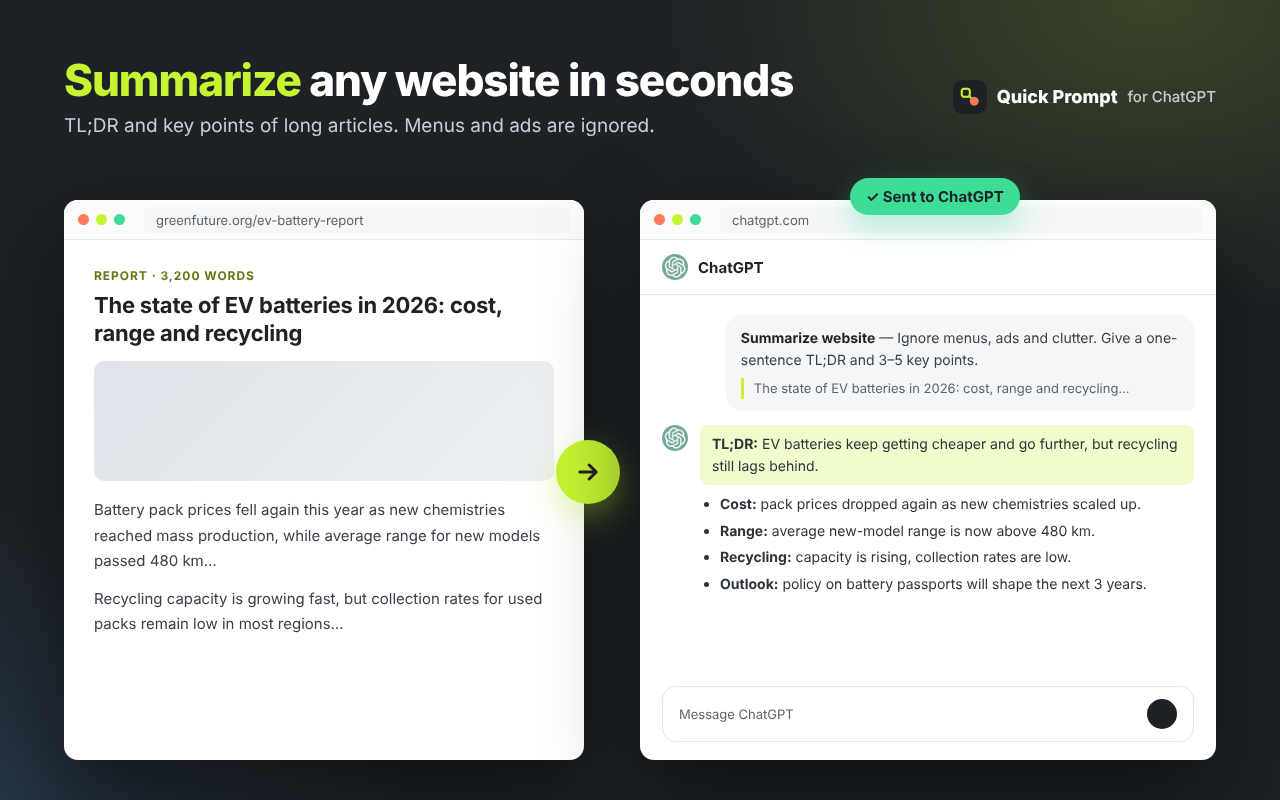 Summarize any website in seconds
TL;DR and key points of long articles. Menus and ads are ignored.
Quick Prompt for ChatGPT
greenfuture.org/ev-battery-report
REPORT · 3,200 WORDS
The state of EV batteries in 2026: cost,
range and recycling
Battery pack prices fell again this year as new chemistries
reached mass production, while average range for new models
passed 480 km…
Recycling capacity is growing fast, but collection rates for used
packs remain low in most regions…
✓ Sent to ChatGPT
chatgpt.com
ChatGPT
Summarize website — Ignore menus, ads and clutter. Give a one-
sentence TL;DR and 3–5 key points.
The state of EV batteries in 2026: cost, range and recycling…
TL;DR: EV batteries keep getting cheaper and go further, but recycling
still lags behind.
• Cost: pack prices dropped again as new chemistries scaled up.
• Range: average new-model range is now above 480 km.
• Recycling: capacity is rising, collection rates are low.
• Outlook: policy on battery passports will shape the next 3 years.
Message ChatGPT